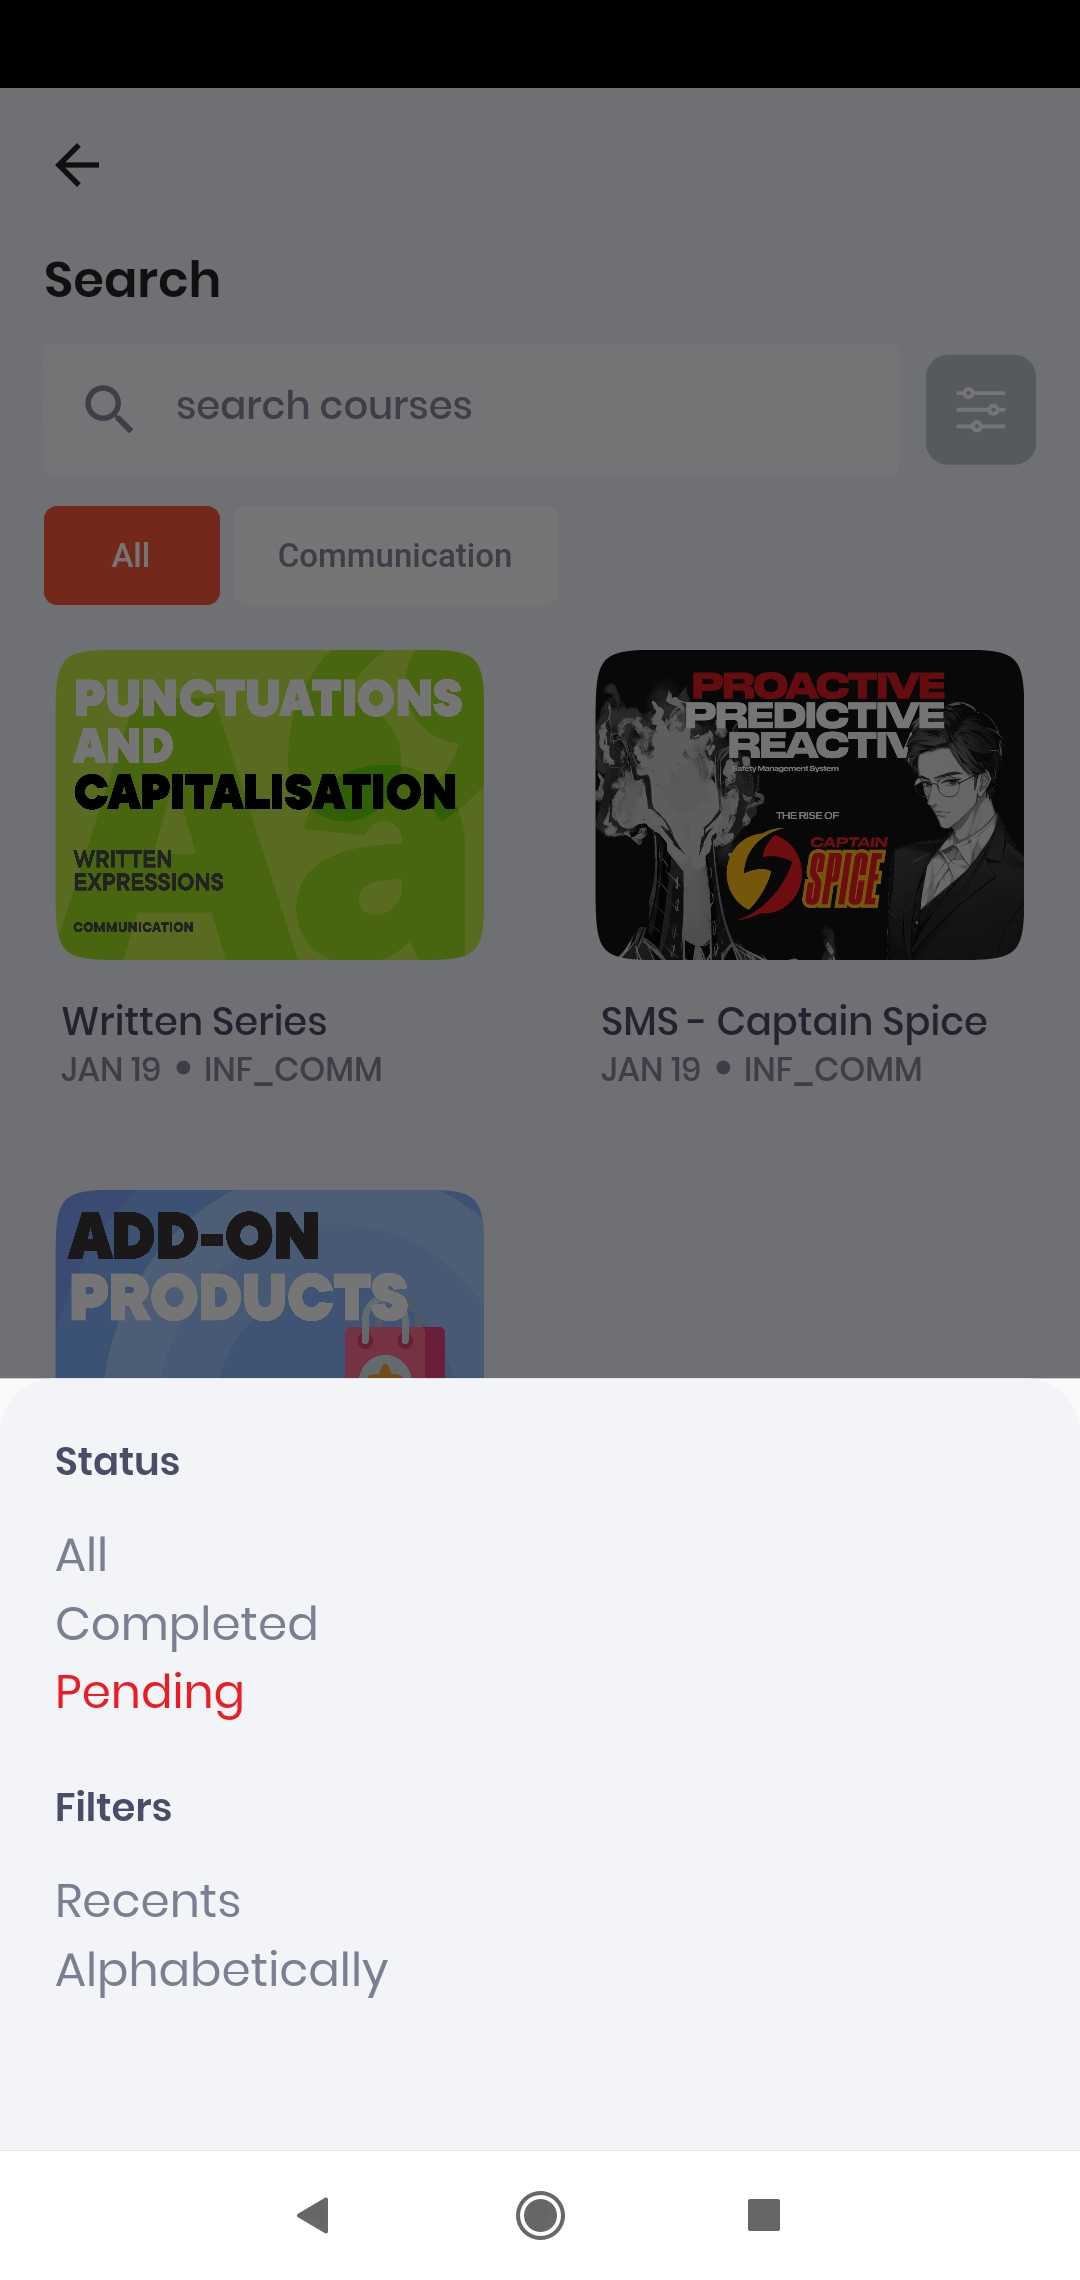 Search
search courses
All
Communication
PUNCTUATIONS
AND
CAPITALISATION
WRITTEN
EXPRESSIONS
COMMUNICATION
PROACTIVE
PREDICTIVE
REACTIV
Safety Management System
THE RISE OF
CAPTAIN
SPICE
Written Series
JAN 19 • INF_COMM
SMS - Captain Spice
JAN 19 • INF_COMM
ADD-ON
PRODUCTS
Status
All
Completed
Pending
Filters
Recents
Alphabetically